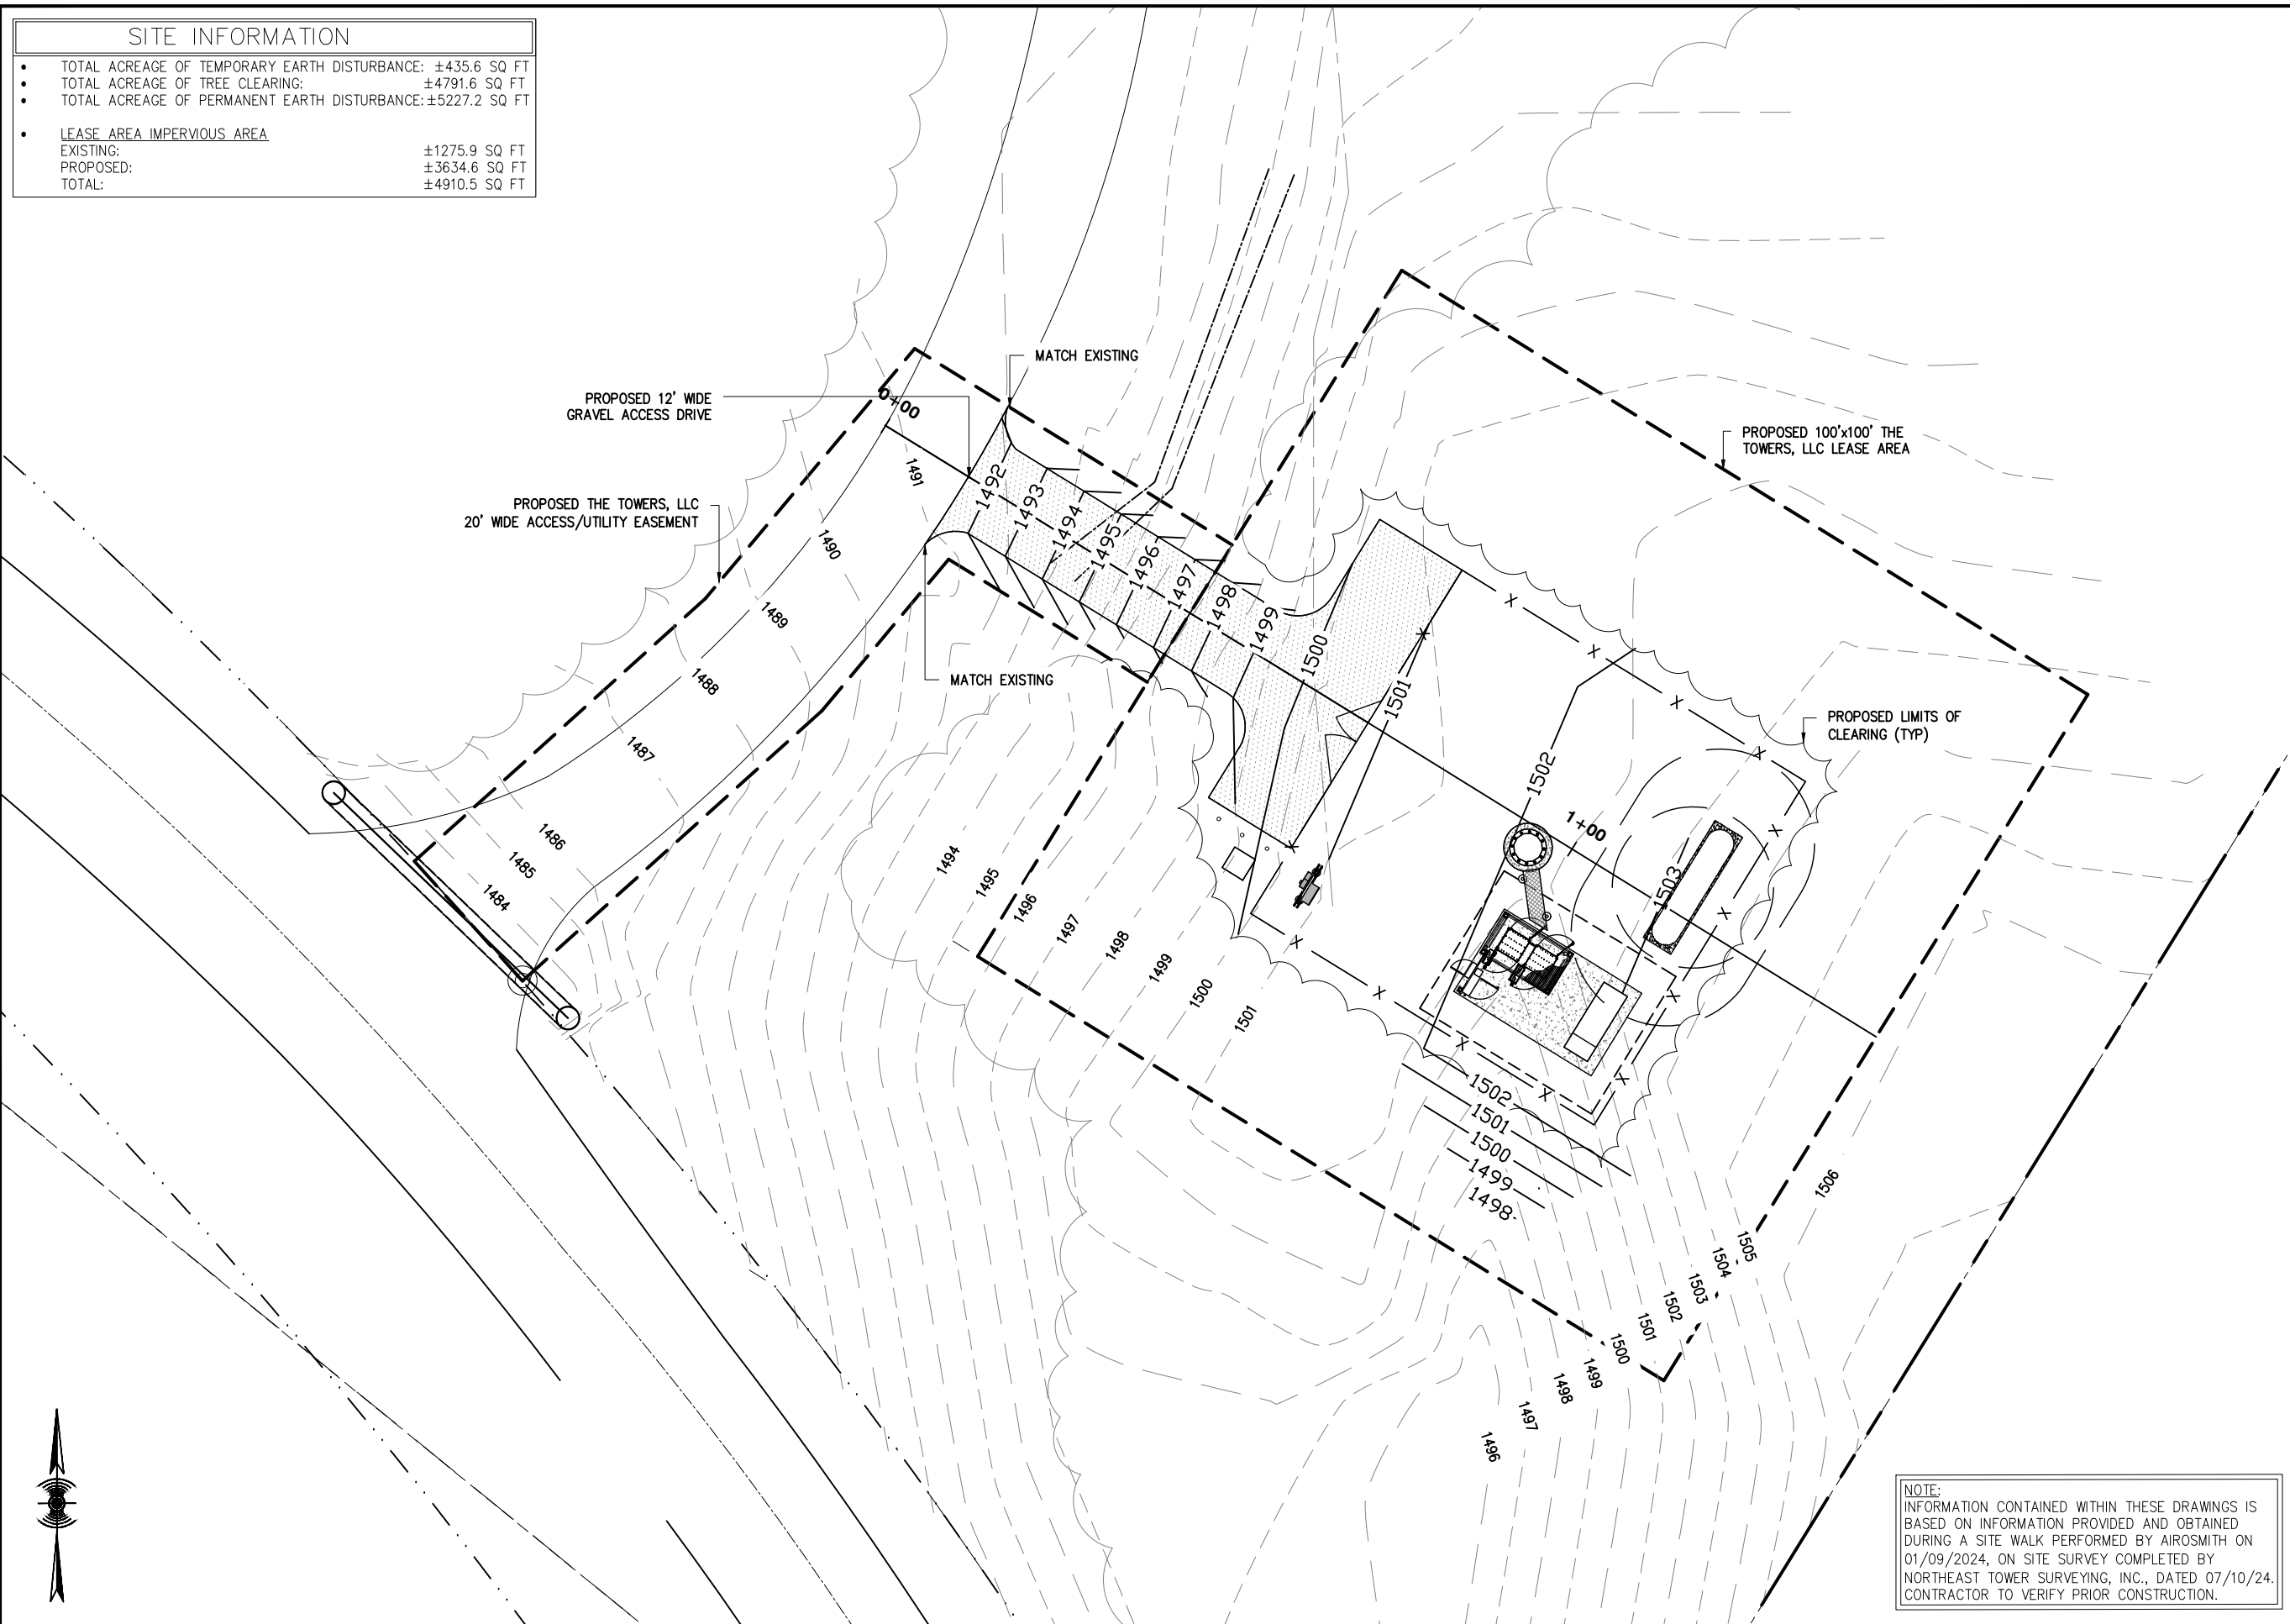 SITE INFORMATION
• TOTAL ACREAGE OF TEMPORARY EARTH DISTURBANCE: ±435.6 SQ FT
• TOTAL ACREAGE OF TREE CLEARING: ±4791.6 SQ FT
• TOTAL ACREAGE OF PERMANENT EARTH DISTURBANCE: ±5227.2 SQ FT
• LEASE AREA IMPERVIOUS AREA
EXISTING: ±1275.9 SQ FT
PROPOSED: ±3634.6 SQ FT
TOTAL: ±4910.5 SQ FT
MATCH EXISTING
PROPOSED 12' WIDE
GRAVEL ACCESS DRIVE
0+00
PROPOSED 100'x100' THE
TOWERS, LLC LEASE AREA
PROPOSED THE TOWERS, LLC
20' WIDE ACCESS/UTILITY EASEMENT
1491
1492
1493
1494
1495
1496
1497
1498
1499
1500
1501
1502
1503
1490
1489
1488
1487
1486
1485
1484
MATCH EXISTING
PROPOSED LIMITS OF
CLEARING (TYP)
1+00
1494
1495
1496
1497
1498
1499
1500
1501
1502
1501
1500
1499
1498
1506
1505
1504
1503
1502
1501
1500
1499
1498
1497
1496
NOTE:
INFORMATION CONTAINED WITHIN THESE DRAWINGS IS
BASED ON INFORMATION PROVIDED AND OBTAINED
DURING A SITE WALK PERFORMED BY AIROSMITH ON
01/09/2024, ON SITE SURVEY COMPLETED BY
NORTHEAST TOWER SURVEYING, INC., DATED 07/10/24.
CONTRACTOR TO VERIFY PRIOR CONSTRUCTION.